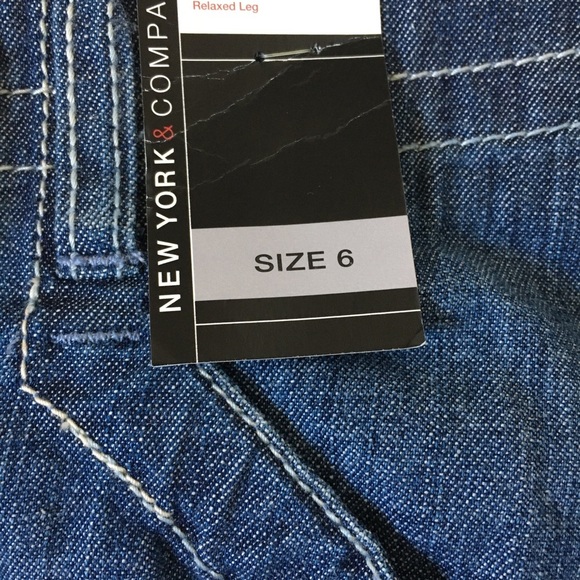 Relaxed Leg
NEW YORK & COMPA
SIZE 6